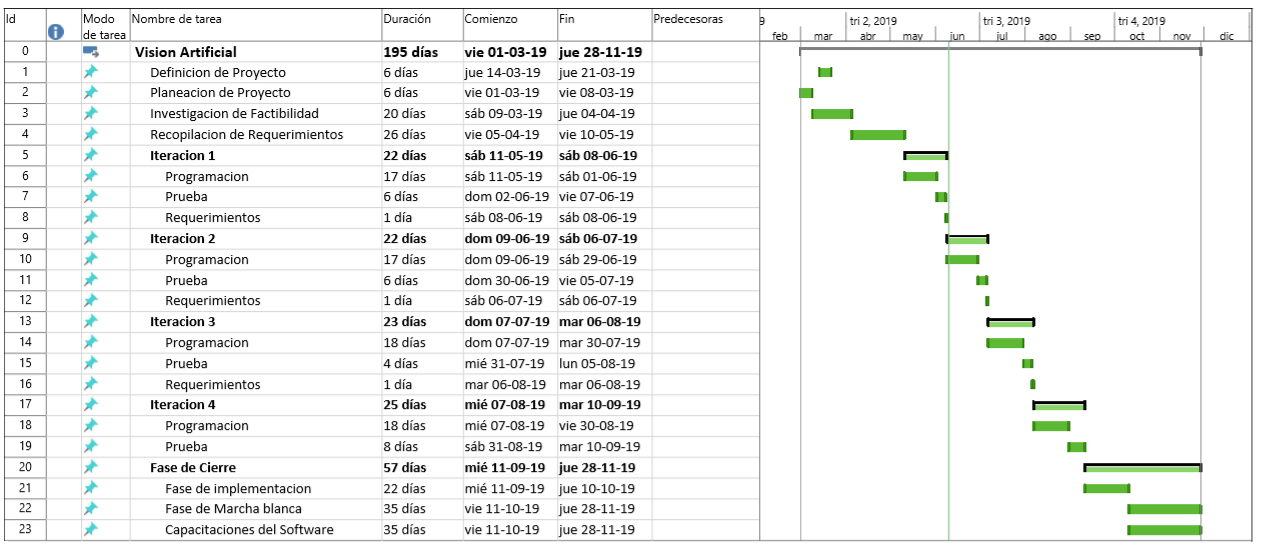 Id Modo de tarea Nombre de tarea Duración Comienzo Fin Predecesoras
9 tri 2, 2019 tri 3, 2019 tri 4, 2019
feb mar abr may jun jul ago sep oct nov dic
0 Vision Artificial 195 días vie 01-03-19 jue 28-11-19
1 Definicion de Proyecto 6 días jue 14-03-19 jue 21-03-19
2 Planeacion de Proyecto 6 días vie 01-03-19 vie 08-03-19
3 Investigacion de Factibilidad 20 días sáb 09-03-19 jue 04-04-19
4 Recopilacion de Requerimientos 26 días vie 05-04-19 vie 10-05-19
5 Iteracion 1 22 días sáb 11-05-19 sáb 08-06-19
6 Programacion 17 días sáb 11-05-19 sáb 01-06-19
7 Prueba 6 días dom 02-06-19 vie 07-06-19
8 Requerimientos 1 día sáb 08-06-19 sáb 08-06-19
9 Iteracion 2 22 días dom 09-06-19 sáb 06-07-19
10 Programacion 17 días dom 09-06-19 sáb 29-06-19
11 Prueba 6 días dom 30-06-19 vie 05-07-19
12 Requerimientos 1 día sáb 06-07-19 sáb 06-07-19
13 Iteracion 3 23 días dom 07-07-19 mar 06-08-19
14 Programacion 18 días dom 07-07-19 mar 30-07-19
15 Prueba 4 días mié 31-07-19 lun 05-08-19
16 Requerimientos 1 día mar 06-08-19 mar 06-08-19
17 Iteracion 4 25 días mié 07-08-19 mar 10-09-19
18 Programacion 18 días mié 07-08-19 vie 30-08-19
19 Prueba 8 días sáb 31-08-19 mar 10-09-19
20 Fase de Cierre 57 días mié 11-09-19 jue 28-11-19
21 Fase de implementacion 22 días mié 11-09-19 jue 10-10-19
22 Fase de Marcha blanca 35 días vie 11-10-19 jue 28-11-19
23 Capacitaciones del Software 35 días vie 11-10-19 jue 28-11-19